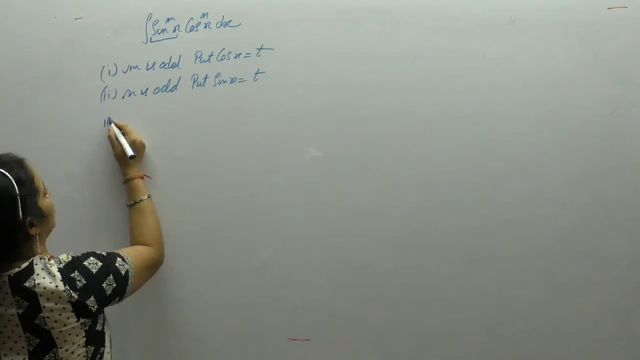 ∫ Sin^m x Cos^n x dx
(i) m is odd Put Cos x = t
(ii) n is odd Put Sin x = t